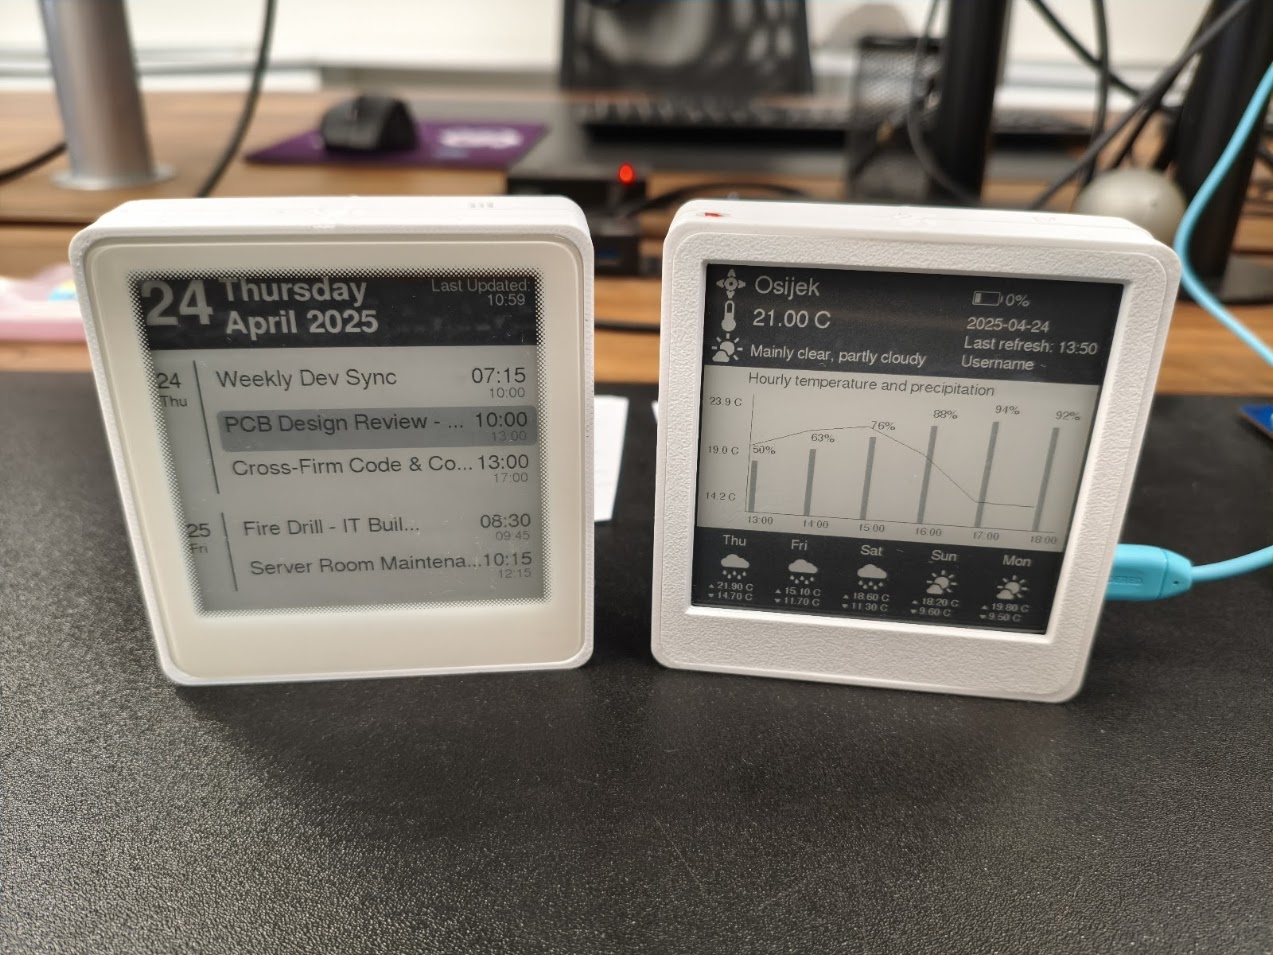 24
Thursday
April 2025
Last Updated:
10:59
24
Thu
Weekly Dev Sync 07:15
10:00
PCB Design Review - ... 10:00
13:00
Cross-Firm Code & Co... 13:00
17:00
25
Fri
Fire Drill - IT Buil... 08:30
09:45
Server Room Maintena... 10:15
12:15
Osijek
21.00 C
Mainly clear, partly cloudy
0%
2025-04-24
Last refresh: 13:50
Username
Hourly temperature and precipitation
23.9 C
19.0 C
14.2 C
50% 63% 76% 88% 94% 92%
13:00 14:00 15:00 16:00 17:00 18:00
Thu Fri Sat Sun Mon
21.90 C 15.10 C 18.60 C 18.20 C 19.80 C
14.70 C 11.70 C 11.30 C 9.60 C 9.50 C